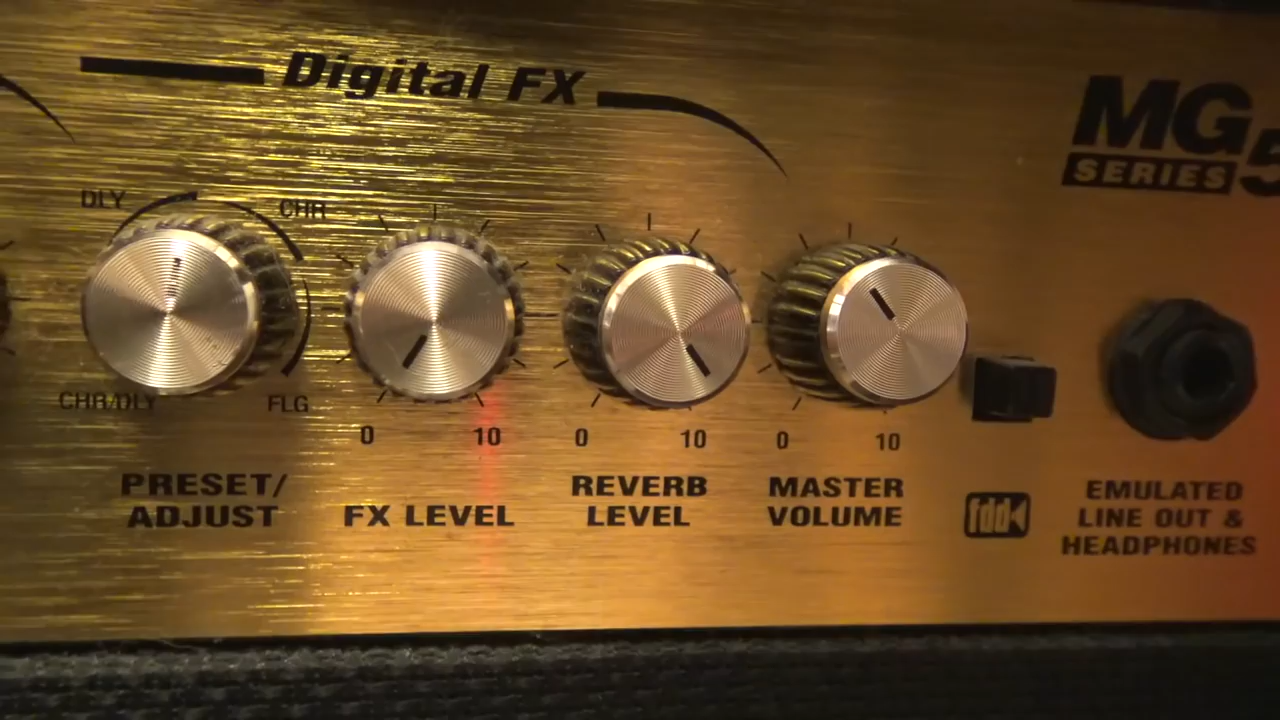 Digital FX
MG5
SERIES
DLY
CHR
CHR/DLY
FLG
0
10
0
10
0
10
PRESET/
ADJUST
FX LEVEL
REVERB
LEVEL
MASTER
VOLUME
fdd
EMULATED
LINE OUT &
HEADPHONES